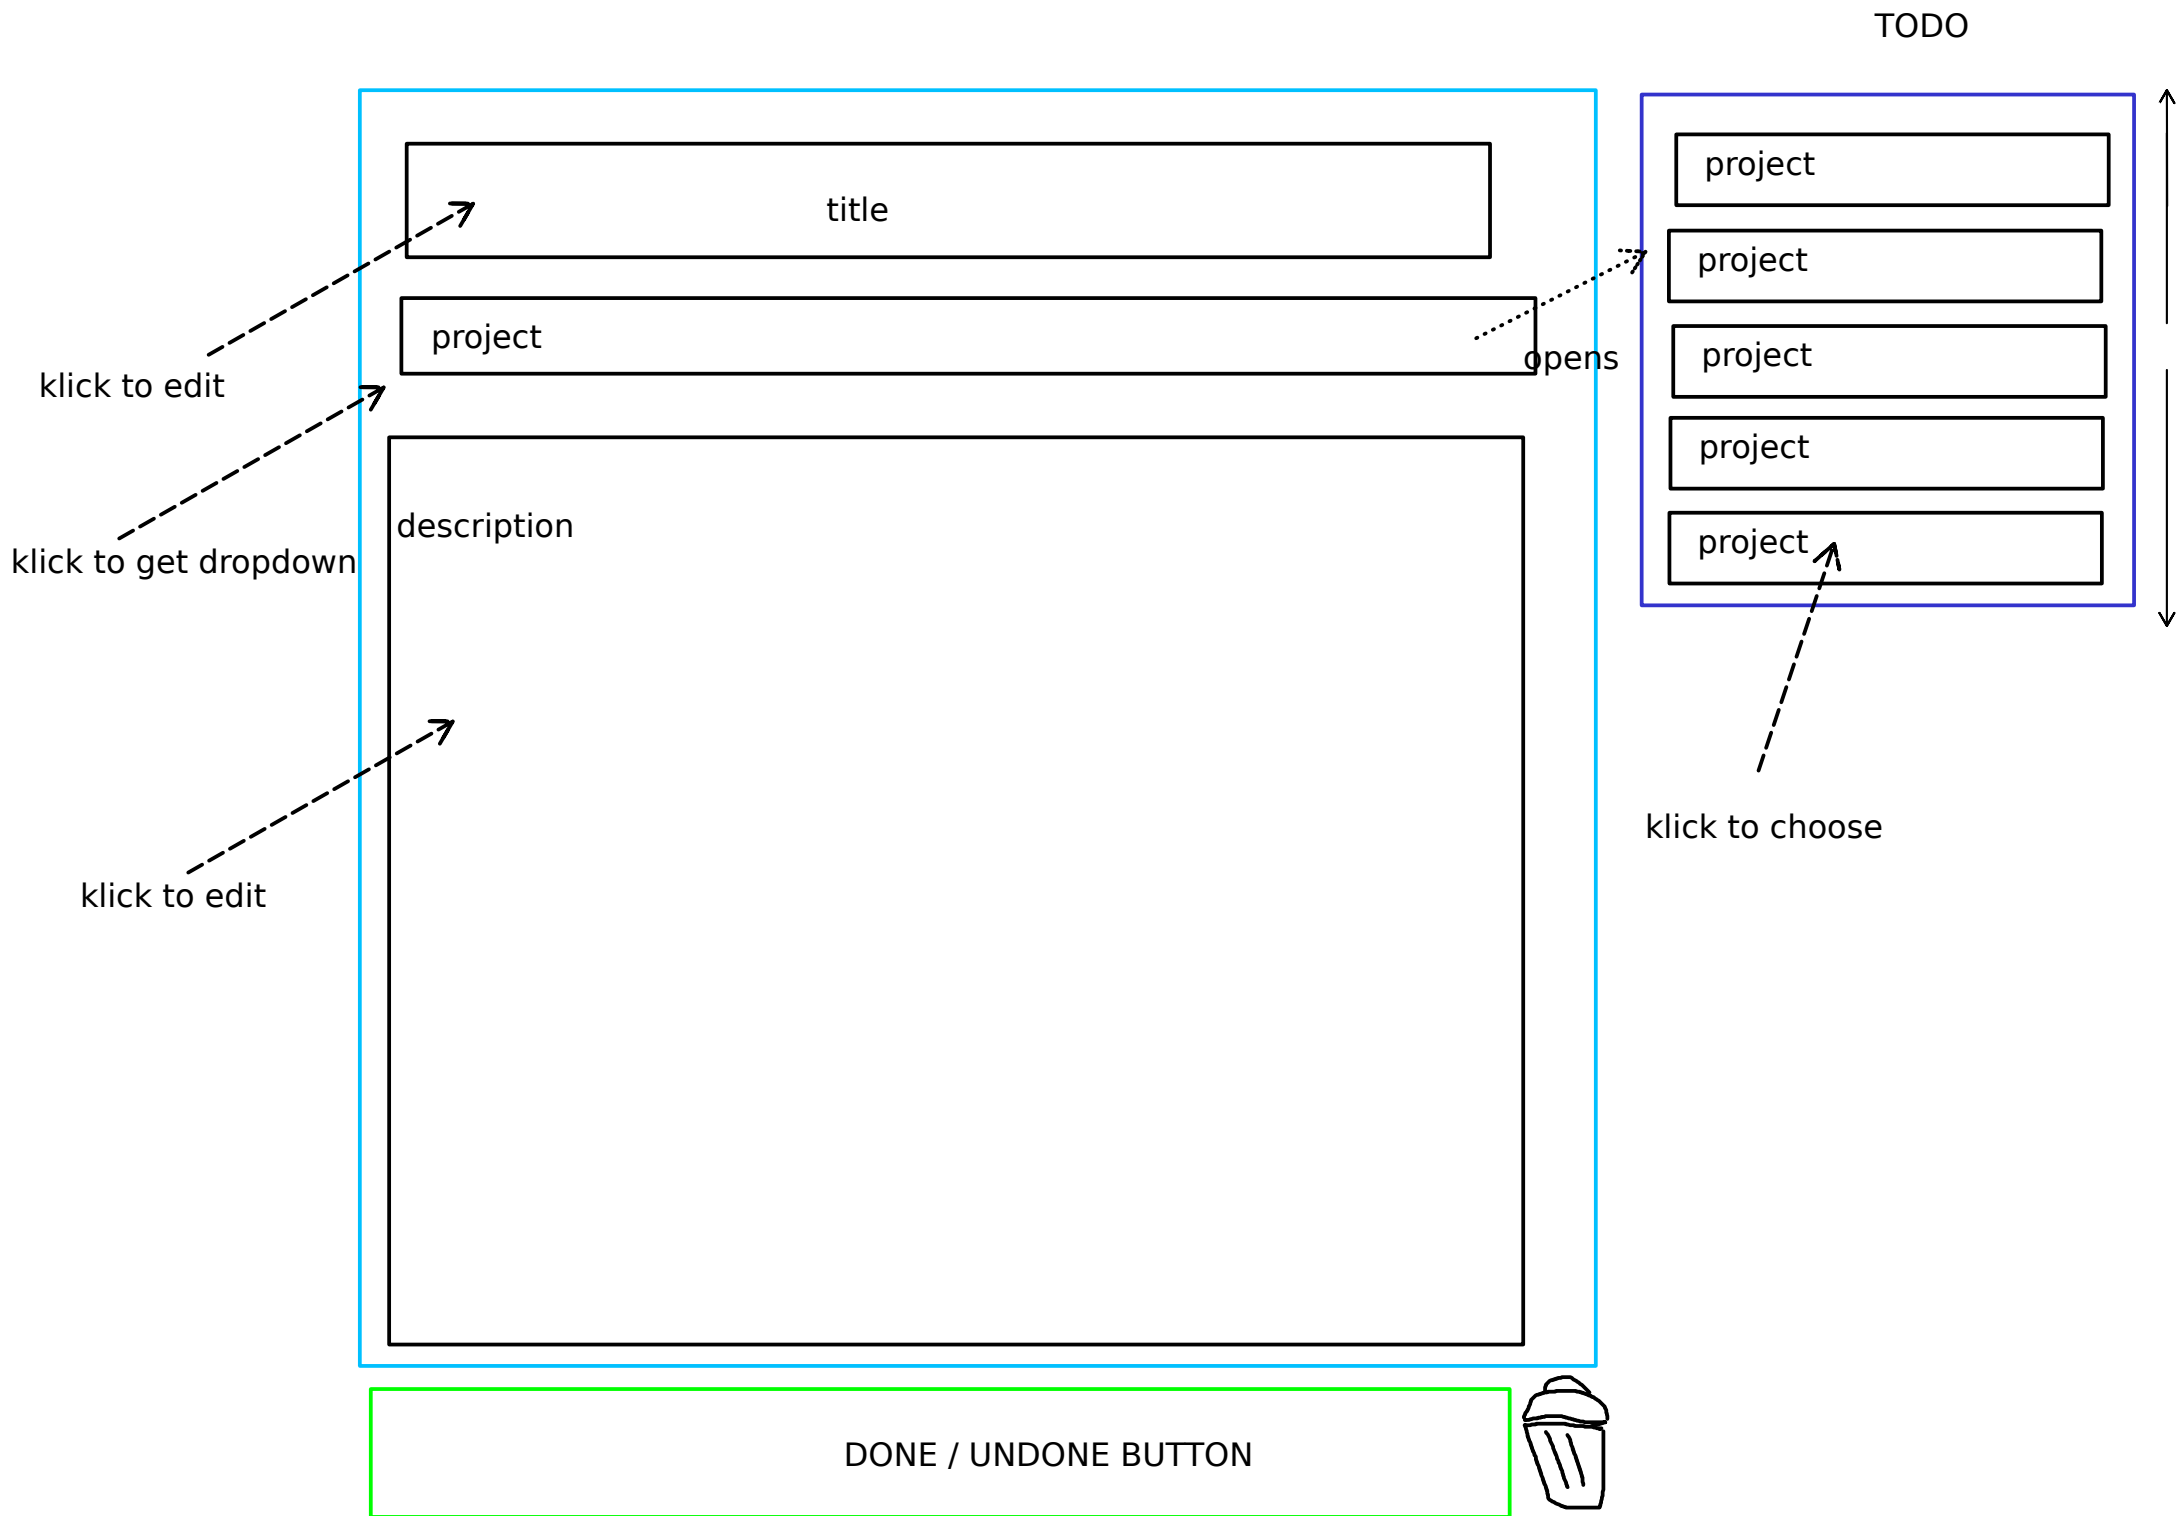 TODO
title
project
opens
klick to edit
klick to get dropdown
description
klick to edit
project
project
project
project
project
klick to choose
DONE / UNDONE BUTTON